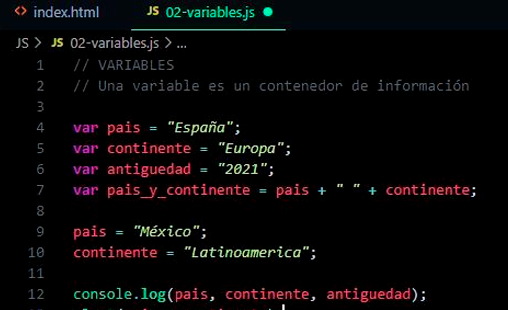 index.html
JS 02-variables.js
JS > JS 02-variables.js > ...
1 // VARIABLES
2 // Una variable es un contenedor de información
3
4 var pais = "España";
5 var continente = "Europa";
6 var antiguedad = "2021";
7 var pais_y_continente = pais + " " + continente;
8
9 pais = "México";
10 continente = "Latinoamerica";
11
12 console.log(pais, continente, antiguedad);